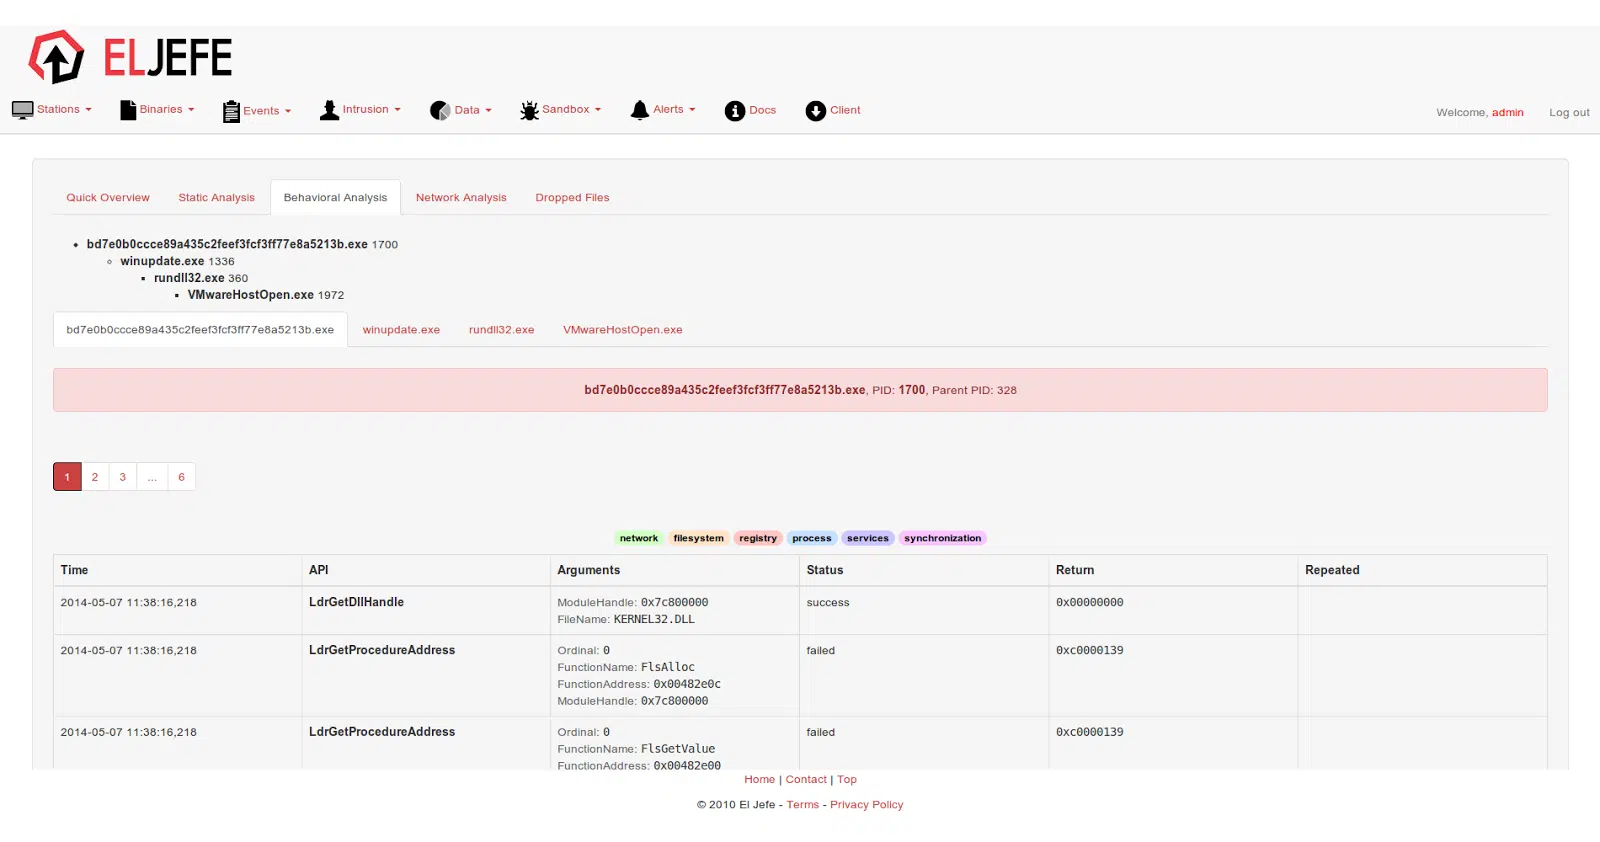 ELJEFE
Stations Binaries Events Intrusion Data Sandbox Alerts Docs Client Welcome, admin Log out
Quick Overview Static Analysis Behavioral Analysis Network Analysis Dropped Files
bd7e0b0ccce89a435c2feef3fcf3ff77e8a5213b.exe 1700
winupdate.exe 1336
rundll32.exe 360
VMwareHostOpen.exe 1972
bd7e0b0ccce89a435c2feef3fcf3ff77e8a5213b.exe winupdate.exe rundll32.exe VMwareHostOpen.exe
bd7e0b0ccce89a435c2feef3fcf3ff77e8a5213b.exe, PID: 1700, Parent PID: 328
1 2 3 ... 6
network filesystem registry process services synchronization
Time API Arguments Status Return Repeated
2014-05-07 11:38:16,218 LdrGetDllHandle ModuleHandle: 0x7c800000 success 0x00000000
FileName: KERNEL32.DLL
2014-05-07 11:38:16,218 LdrGetProcedureAddress Ordinal: 0 failed 0xc0000139
FunctionName: FlsAlloc
FunctionAddress: 0x00482e0c
ModuleHandle: 0x7c800000
2014-05-07 11:38:16,218 LdrGetProcedureAddress Ordinal: 0 failed 0xc0000139
FunctionName: FlsGetValue
FunctionAddress: 0x00482e00
Home | Contact | Top
© 2010 El Jefe - Terms - Privacy Policy